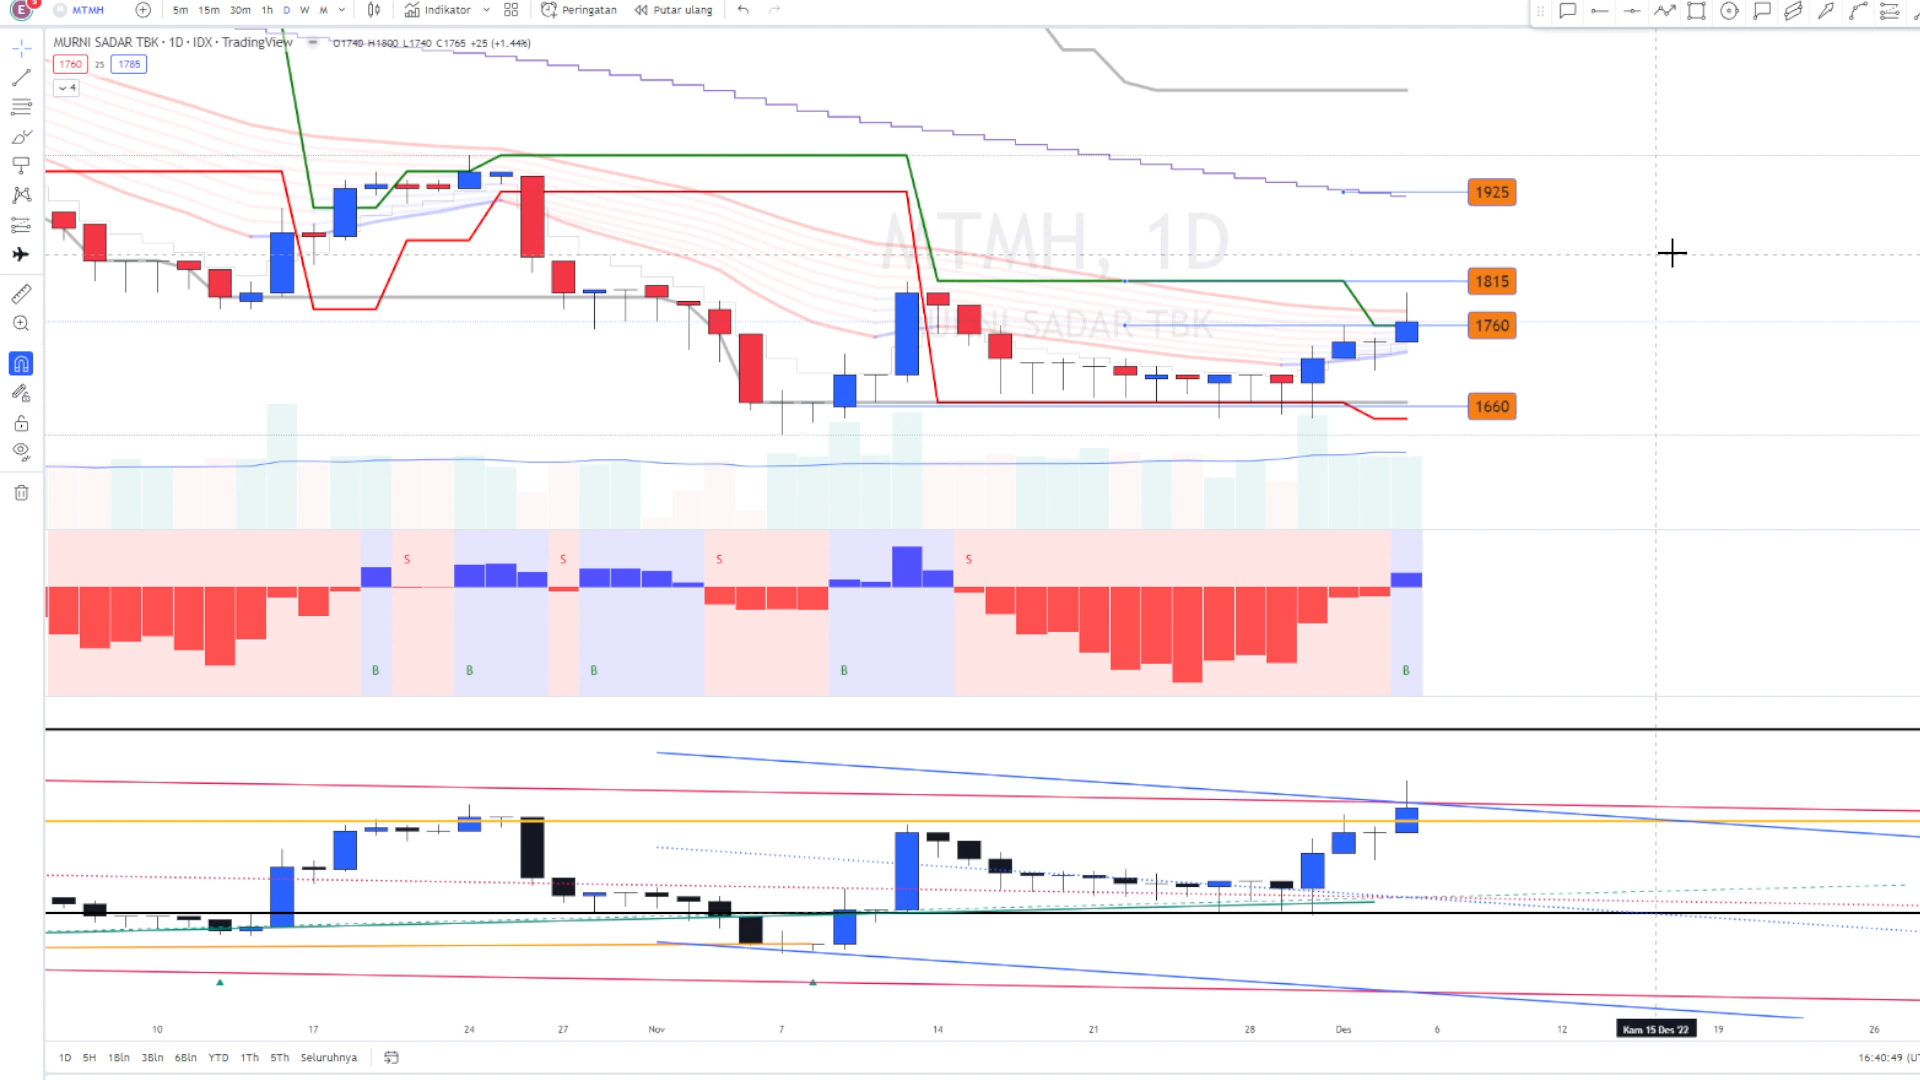 E 5 MTMH 5m 15m 30m 1h D W M Indikator Peringatan Putar ulang
MURNI SADAR TBK · 1D · IDX · TradingView O1740 H1800 L1740 C1765 +25 (+1.44%)
1760 25 1785
4
1925
MTMH, 1D
1815
MURNI SADAR TBK
1760
1660
S S S S
B B B B B
10 17 24 27 Nov 7 14 21 28 Des 6 12 Kam 15 Des '22 19 26
1D 5H 1Bln 3Bln 6Bln YTD 1Th 5Th Seluruhnya 16:40:49 (UT